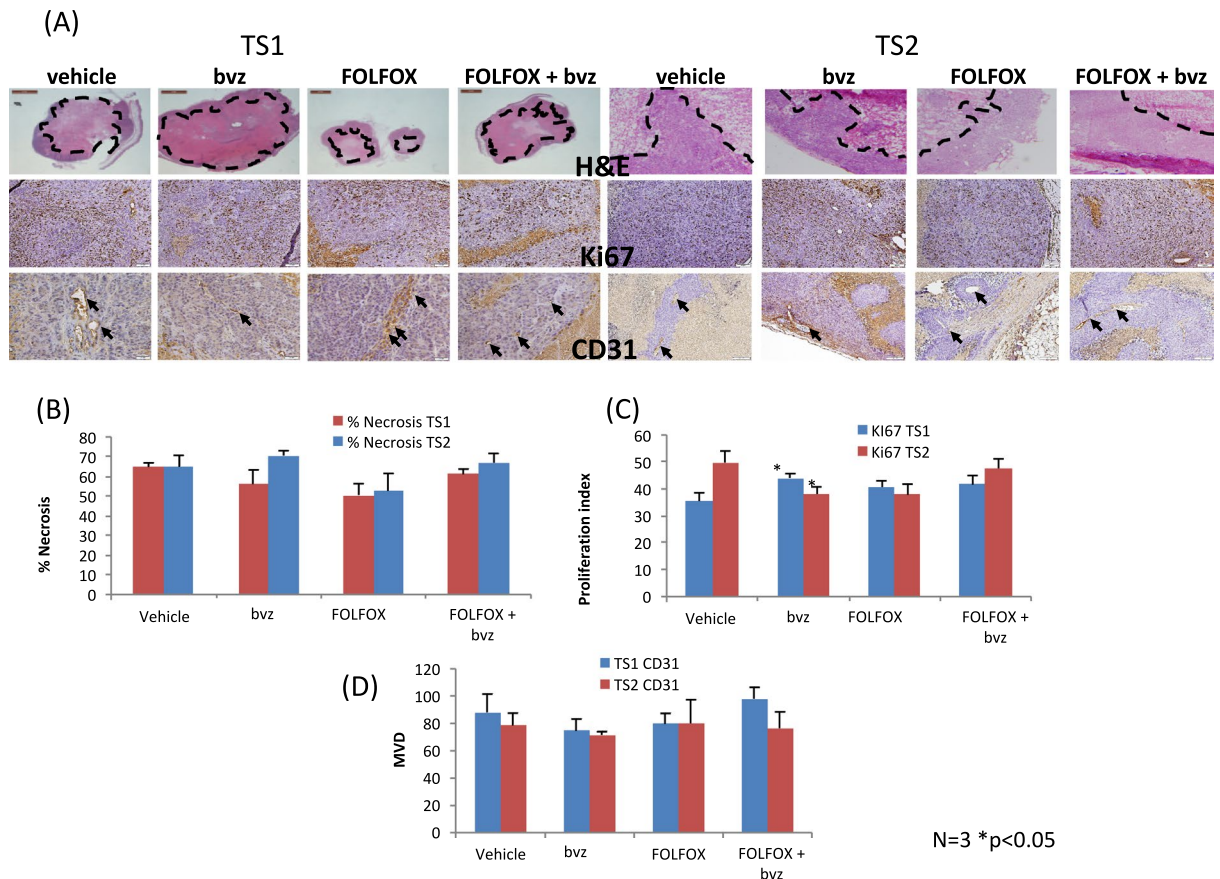 (A)
TS1
TS2
vehicle
bvz
FOLFOX
FOLFOX + bvz
vehicle
bvz
FOLFOX
FOLFOX + bvz
H&E
Ki67
CD31
(B)
% Necrosis TS1
% Necrosis TS2
80
70
60
50
40
30
20
10
0
% Necrosis
Vehicle
bvz
FOLFOX
FOLFOX +
bvz
(C)
KI67 TS1
Ki67 TS2
60
50
40
30
20
10
0
Proliferation index
*
*
Vehicle
bvz
FOLFOX
FOLFOX +
bvz
(D)
TS1 CD31
TS2 CD31
120
100
80
60
40
20
0
MVD
Vehicle
bvz
FOLFOX
FOLFOX +
bvz
N=3 *p<0.05